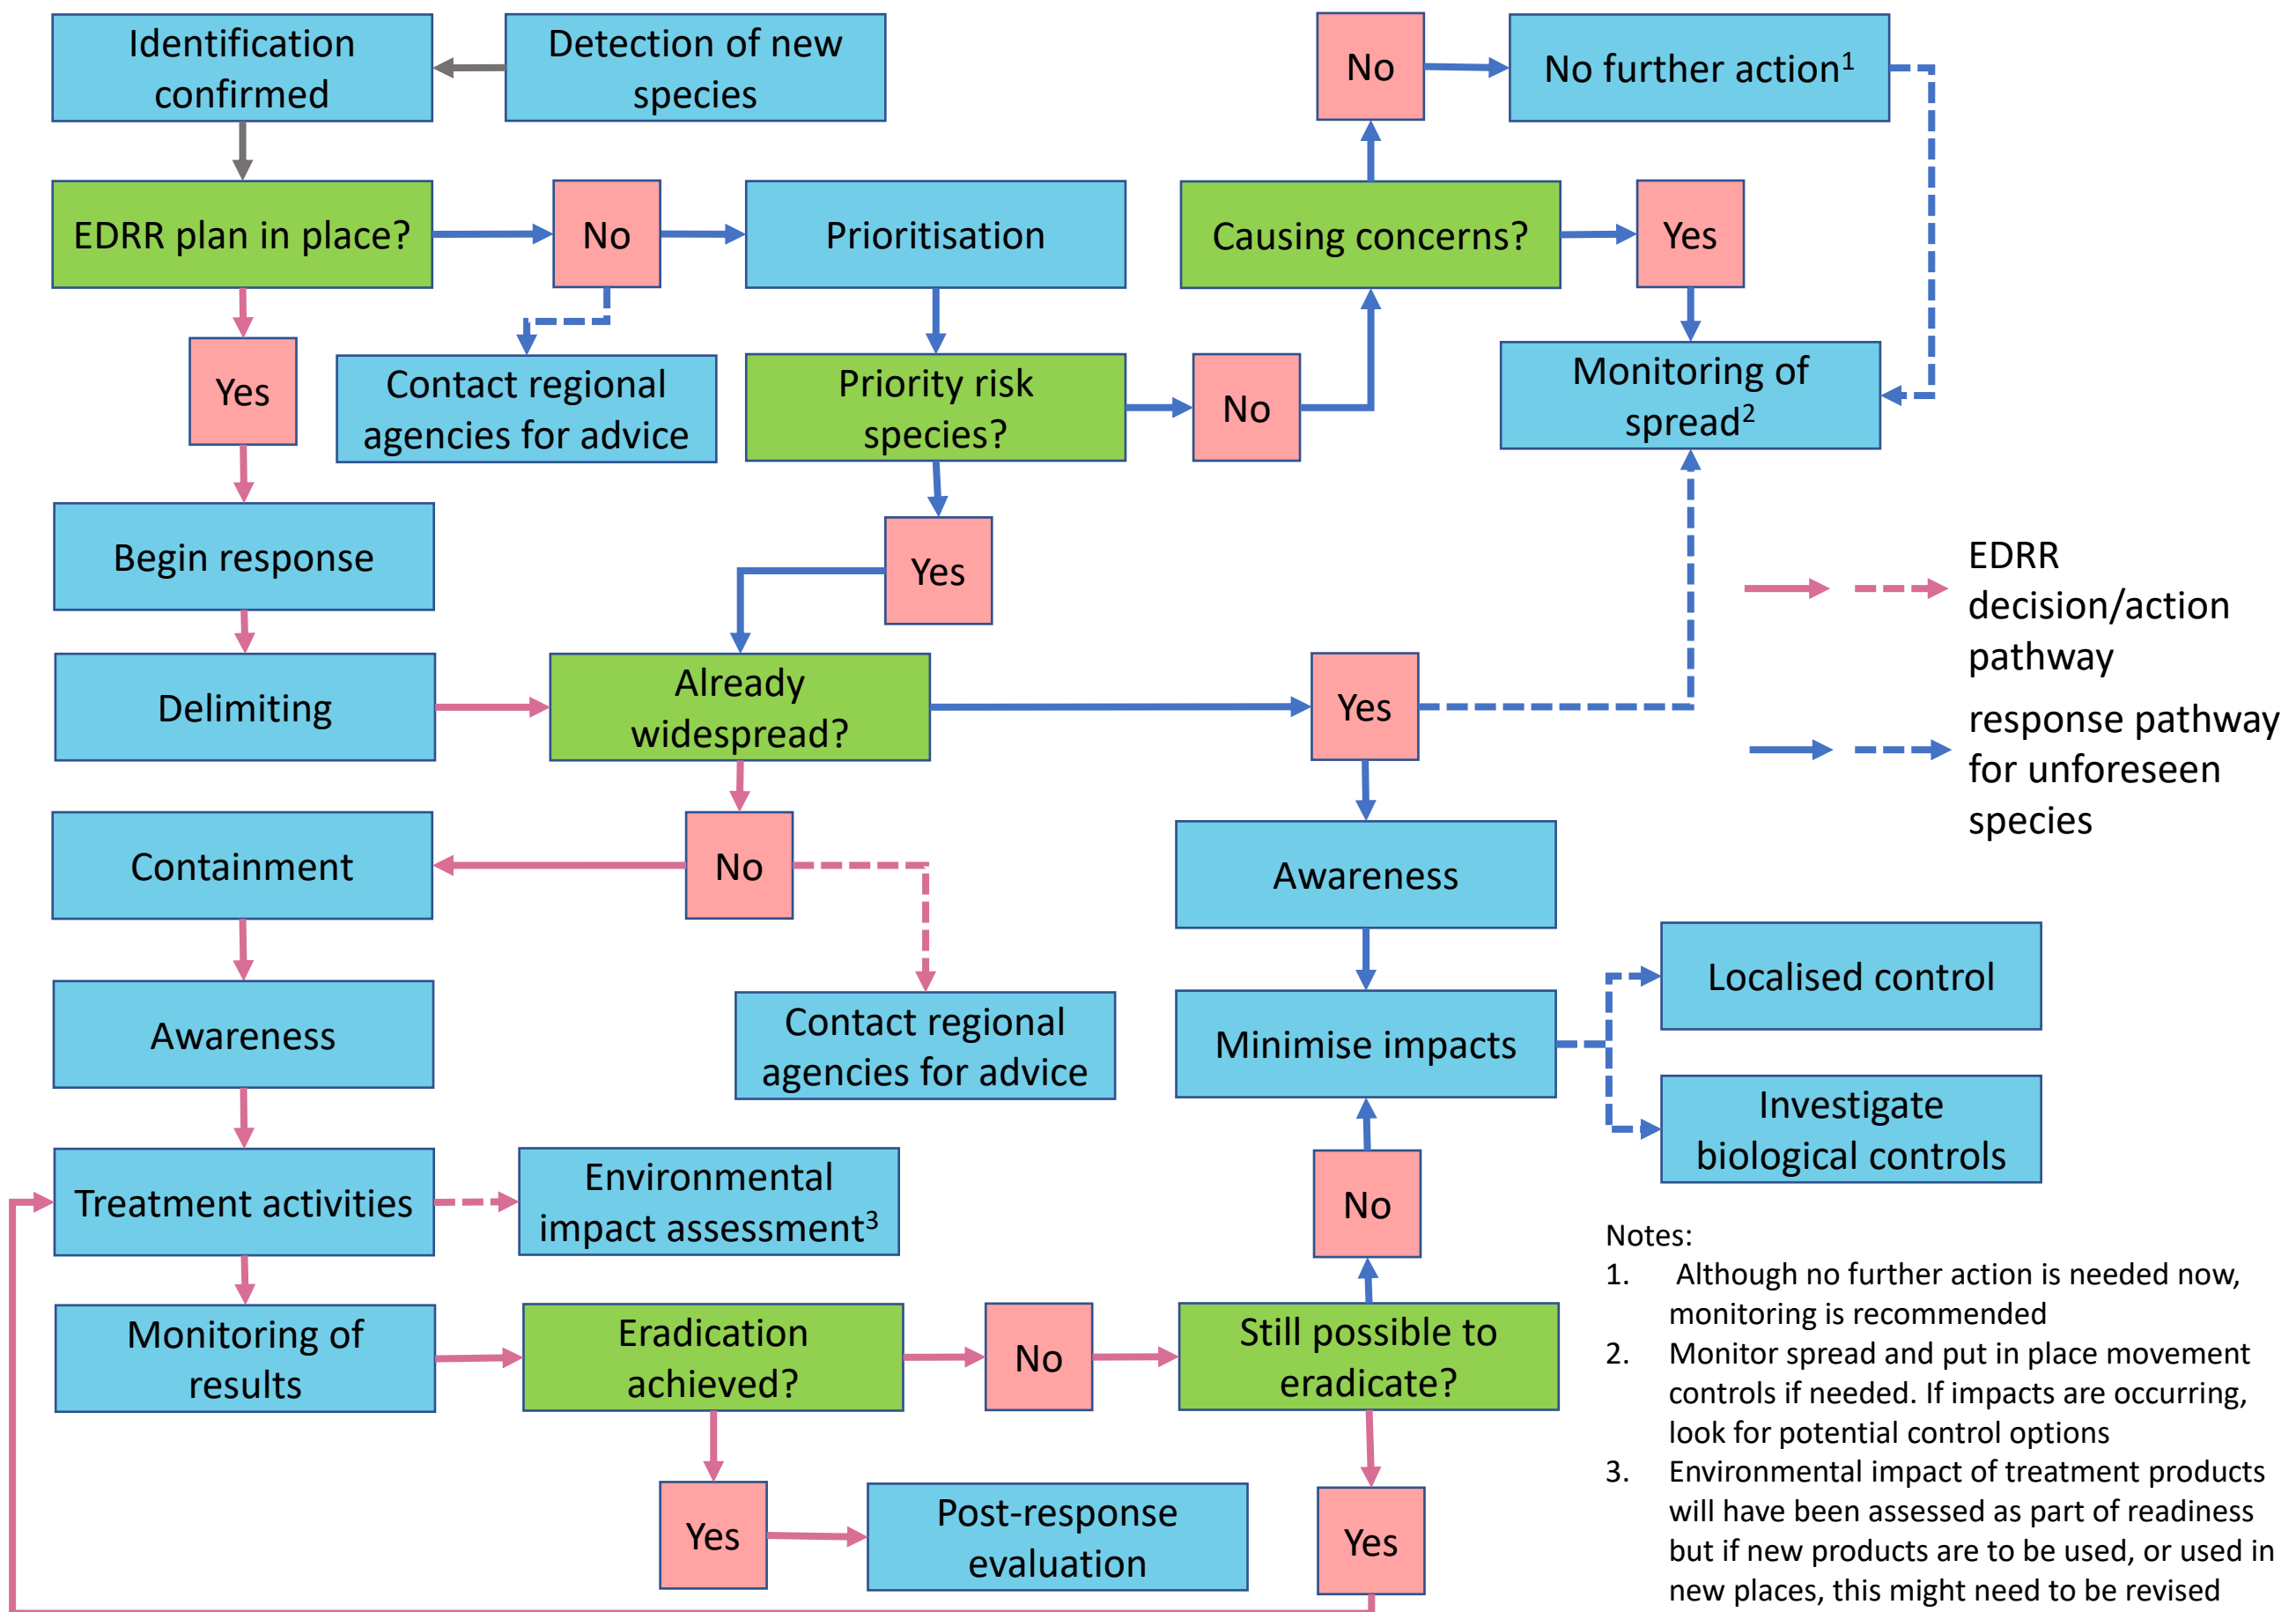 Identification
confirmed
Detection of new
species
No
No further action¹
EDRR plan in place?
No
Prioritisation
Causing concerns?
Yes
Yes
Contact regional
agencies for advice
Priority risk
species?
No
Monitoring of
spread²
Begin response
Yes
EDRR
decision/action
pathway
Delimiting
Already
widespread?
Yes
response pathway
for unforeseen
species
Containment
No
Awareness
Awareness
Contact regional
agencies for advice
Minimise impacts
Localised control
Investigate
biological controls
Treatment activities
Environmental
impact assessment³
No
Monitoring of
results
Eradication
achieved?
No
Still possible to
eradicate?
Yes
Post-response
evaluation
Yes
Notes:
1. Although no further action is needed now,
monitoring is recommended
2. Monitor spread and put in place movement
controls if needed. If impacts are occurring,
look for potential control options
3. Environmental impact of treatment products
will have been assessed as part of readiness
but if new products are to be used, or used in
new places, this might need to be revised